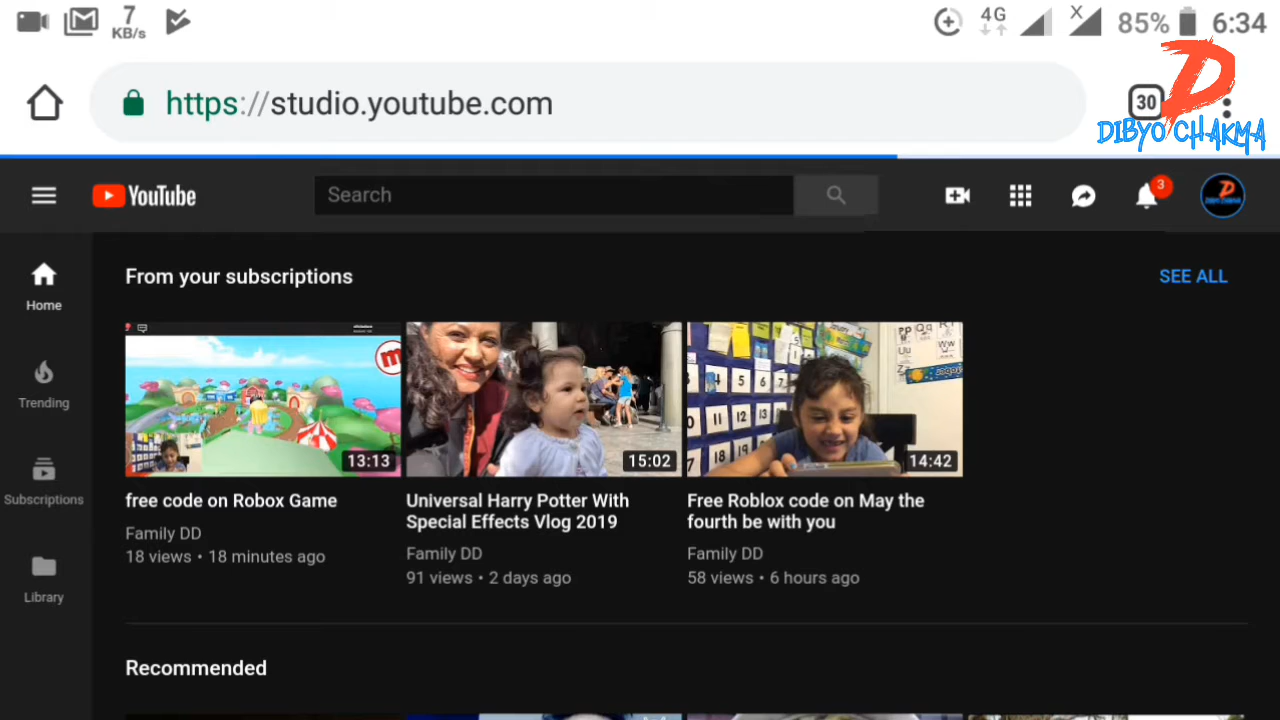 7
KB/s
4G
X
85%
6:34
https://studio.youtube.com
30
D
DIBYO CHAKMA
YouTube
Search
3
Home
Trending
Subscriptions
Library
From your subscriptions
SEE ALL
13:13
15:02
14:42
free code on Robox Game
Family DD
18 views • 18 minutes ago
Universal Harry Potter With
Special Effects Vlog 2019
Family DD
91 views • 2 days ago
Free Roblox code on May the
fourth be with you
Family DD
58 views • 6 hours ago
Recommended